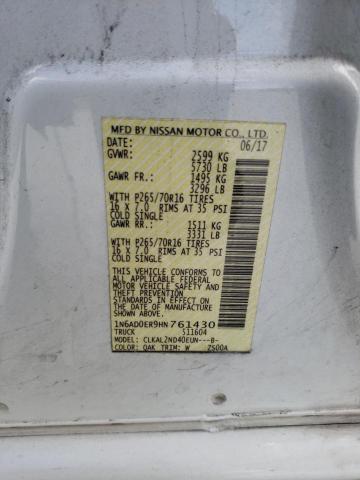 MFD BY NISSAN MOTOR CO., LTD.
DATE: 06/17
GVWR: 2599 KG
5730 LB
GAWR FR: 1495 KG
3296 LB
WITH P265/70R16 TIRES
16 X 7.0 RIMS AT 35 PSI
COLD SINGLE
GAWR RR: 1511 KG
3331 LB
WITH P265/70R16 TIRES
16 X 7.0 RIMS AT 35 PSI
COLD SINGLE
THIS VEHICLE CONFORMS TO
ALL APPLICABLE FEDERAL
MOTOR VEHICLE SAFETY
STANDARDS IN EFFECT ON
THE DATE OF MANUFACTURE
SHOWN ABOVE.
1N6AD0ER9HN761430
TRUCK 511604
MODEL: CLKAL2ND40EUN---B-
COLOR: QAK TRIM: W ZS00A